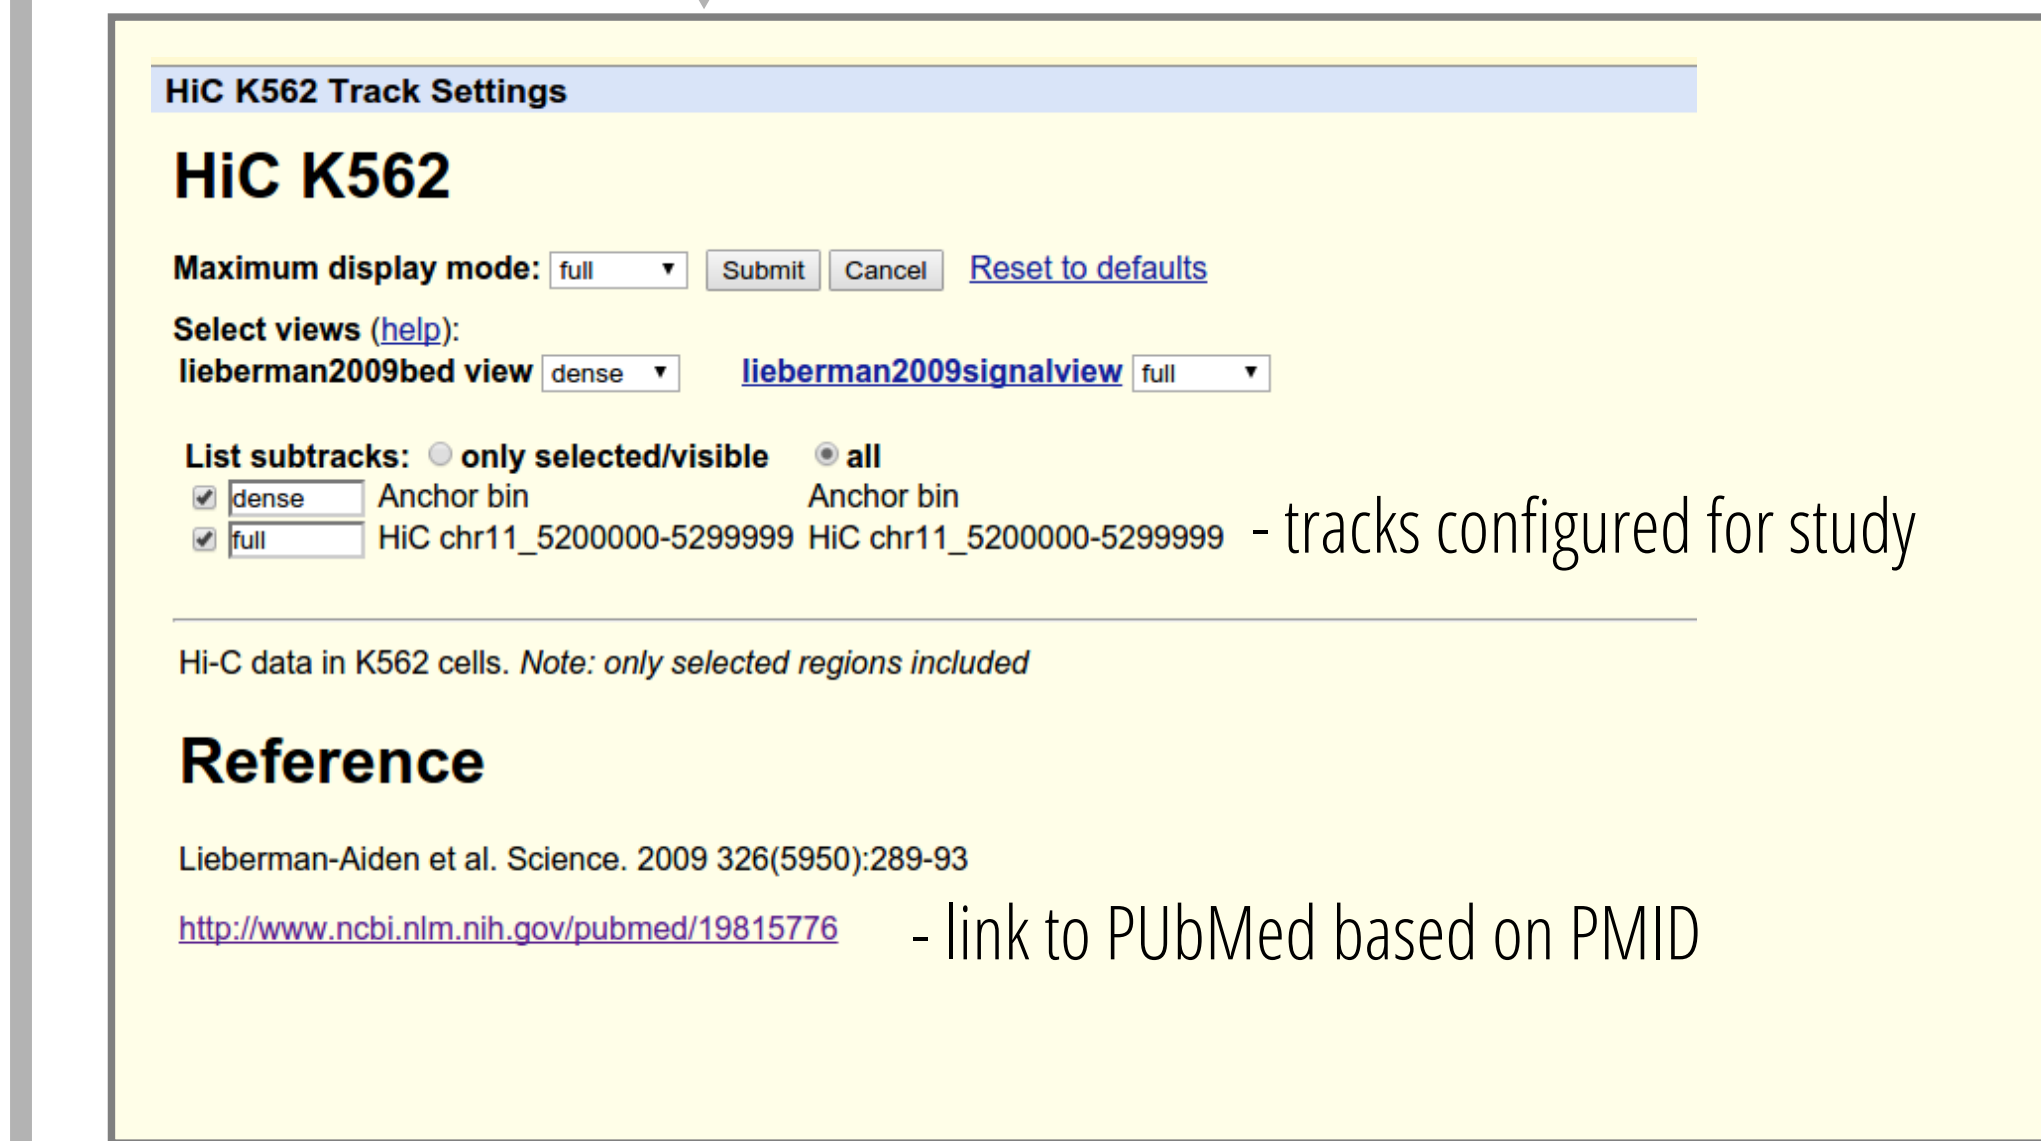 HiC K562 Track Settings
HiC K562
Maximum display mode: full Submit Cancel Reset to defaults
Select views (help):
lieberman2009bed view dense lieberman2009signalview full
List subtracks: only selected/visible all
dense Anchor bin Anchor bin
full HiC chr11_5200000-5299999 HiC chr11_5200000-5299999 - tracks configured for study
Hi-C data in K562 cells. Note: only selected regions included
Reference
Lieberman-Aiden et al. Science. 2009 326(5950):289-93
http://www.ncbi.nlm.nih.gov/pubmed/19815776 - link to PUbMed based on PMID